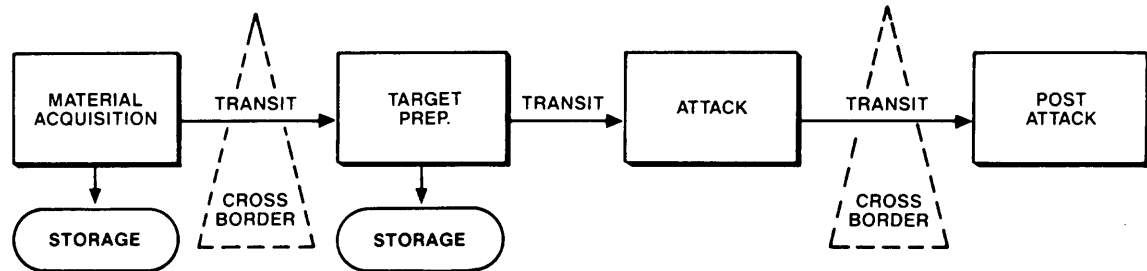 MATERIAL
ACQUISITION
TRANSIT
TARGET
PREP.
TRANSIT
ATTACK
TRANSIT
POST
ATTACK
CROSS
BORDER
CROSS
BORDER
STORAGE
STORAGE